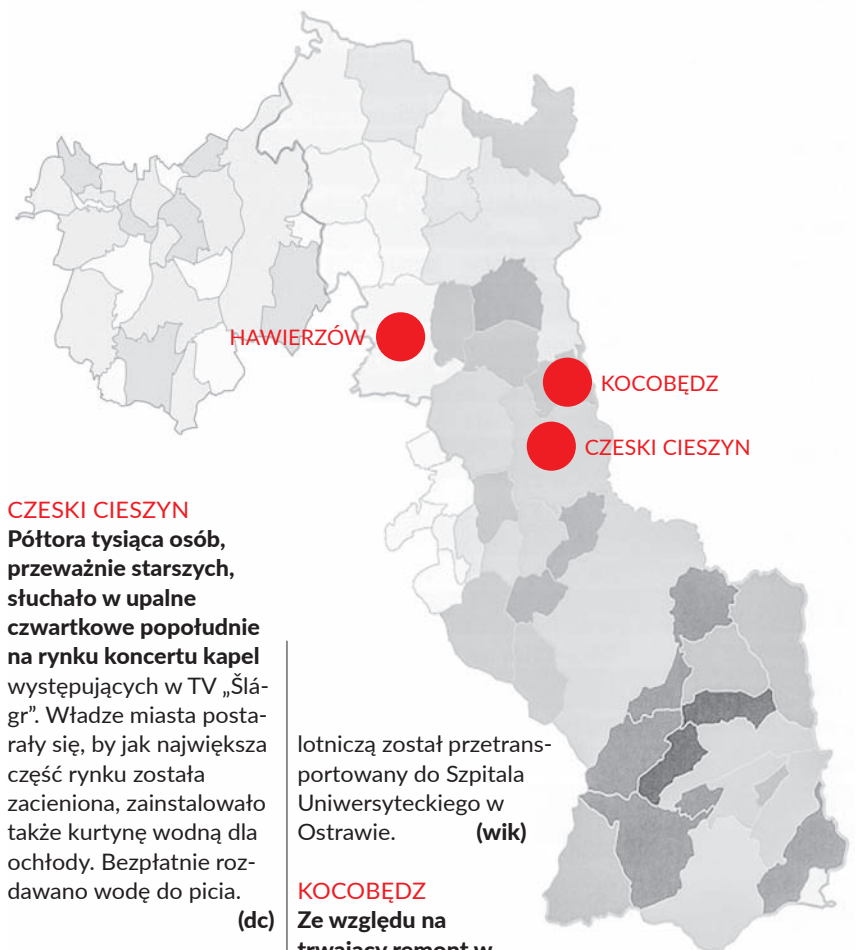 HAWIERZÓW
KOCOBĘDZ
CZESKI CIESZYN
CZESKI CIESZYN
Półtora tysiąca osób,
przeważnie starszych,
słuchało w upalne
czwartkowe popołudnie
na rynku koncertu kapel
występujących w TV „Šlá-
gr”. Władze miasta posta-
rały się, by jak największa
część rynku została
zacieniona, zainstalowało
także kurtynę wodną dla
ochłody. Bezpłatnie roz-
dawano wodę do picia.
(dc)
lotniczą został przetrans-
portowany do Szpitala
Uniwersyteckiego w
Ostrawie. (wik)
KOCOBĘDZ
Ze względu na
trwający remont w